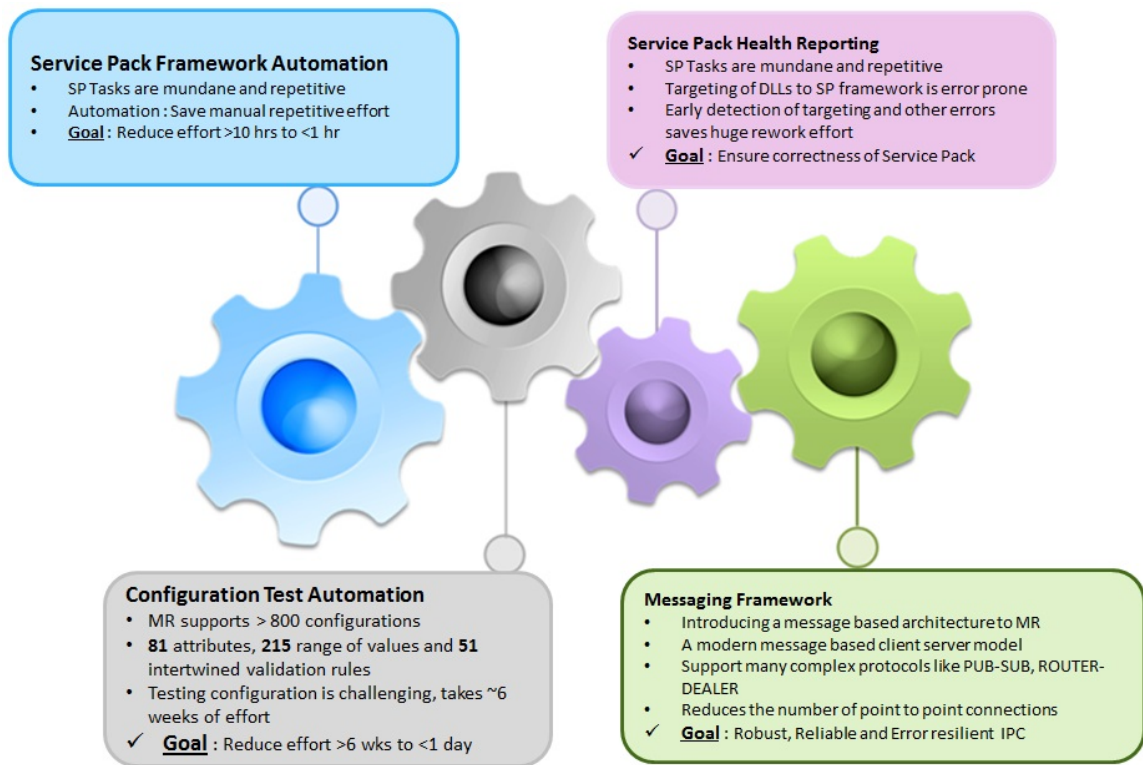 Service Pack Framework Automation
• SP Tasks are mundane and repetitive
• Automation : Save manual repetitive effort
• Goal : Reduce effort >10 hrs to <1 hr
Service Pack Health Reporting
• SP Tasks are mundane and repetitive
• Targeting of DLLs to SP framework is error prone
• Early detection of targeting and other errors
saves huge rework effort
✓ Goal : Ensure correctness of Service Pack
Configuration Test Automation
• MR supports > 800 configurations
• 81 attributes, 215 range of values and 51
intertwined validation rules
• Testing configuration is challenging, takes ~6
weeks of effort
✓ Goal : Reduce effort >6 wks to <1 day
Messaging Framework
• Introducing a message based architecture to MR
• A modern message based client server model
• Support many complex protocols like PUB-SUB, ROUTER-
DEALER
• Reduces the number of point to point connections
✓ Goal : Robust, Reliable and Error resilient IPC